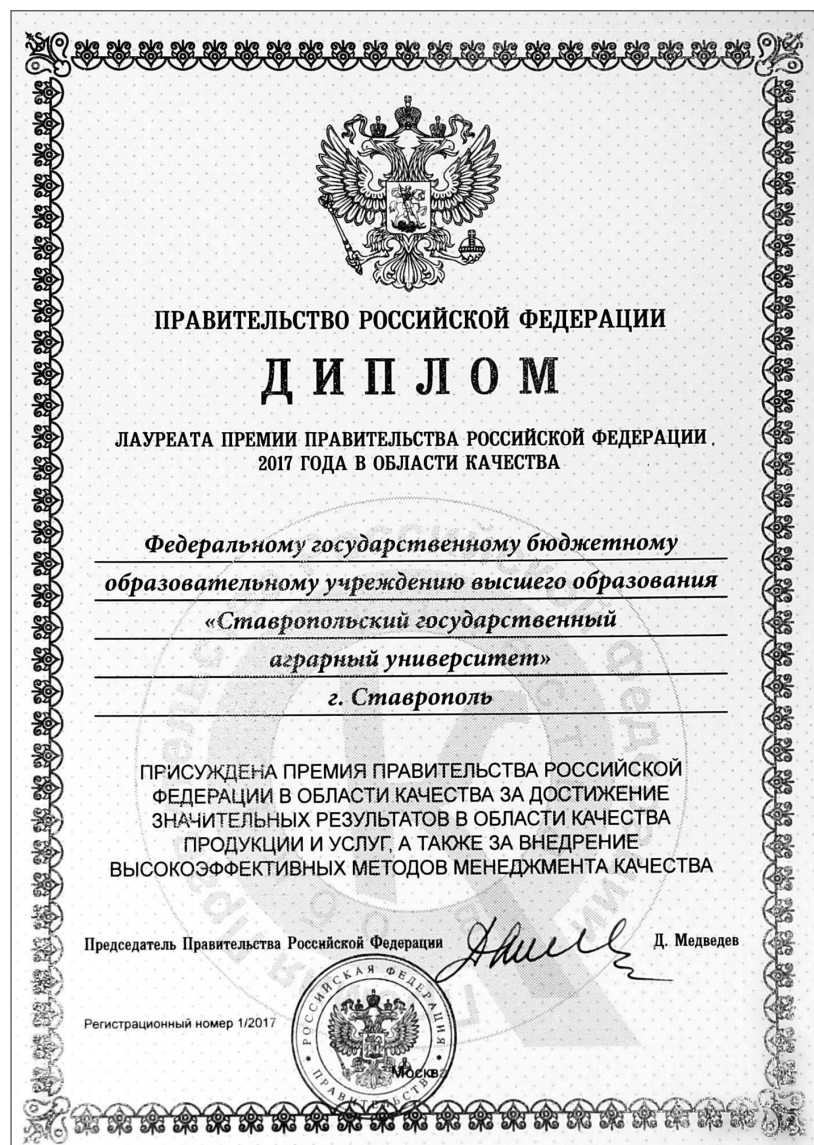 ПРАВИТЕЛЬСТВО РОССИЙСКОЙ ФЕДЕРАЦИИ
ДИПЛОМ
ЛАУРЕАТА ПРЕМИИ ПРАВИТЕЛЬСТВА РОССИЙСКОЙ ФЕДЕРАЦИИ
2017 ГОДА В ОБЛАСТИ КАЧЕСТВА
Федеральному государственному бюджетному
образовательному учреждению высшего образования
«Ставропольский государственный
аграрный университет»
г. Ставрополь
ПРИСУЖДЕНА ПРЕМИЯ ПРАВИТЕЛЬСТВА РОССИЙСКОЙ
ФЕДЕРАЦИИ В ОБЛАСТИ КАЧЕСТВА ЗА ДОСТИЖЕНИЕ
ЗНАЧИТЕЛЬНЫХ РЕЗУЛЬТАТОВ В ОБЛАСТИ КАЧЕСТВА
ПРОДУКЦИИ И УСЛУГ, А ТАКЖЕ ЗА ВНЕДРЕНИЕ
ВЫСОКОЭФФЕКТИВНЫХ МЕТОДОВ МЕНЕДЖМЕНТА КАЧЕСТВА
Председатель Правительства Российской Федерации Д. Медведев
Регистрационный номер 1/2017
РОССИЙСКАЯ ФЕДЕРАЦИЯ
ПРАВИТЕЛЬСТВО
Москва